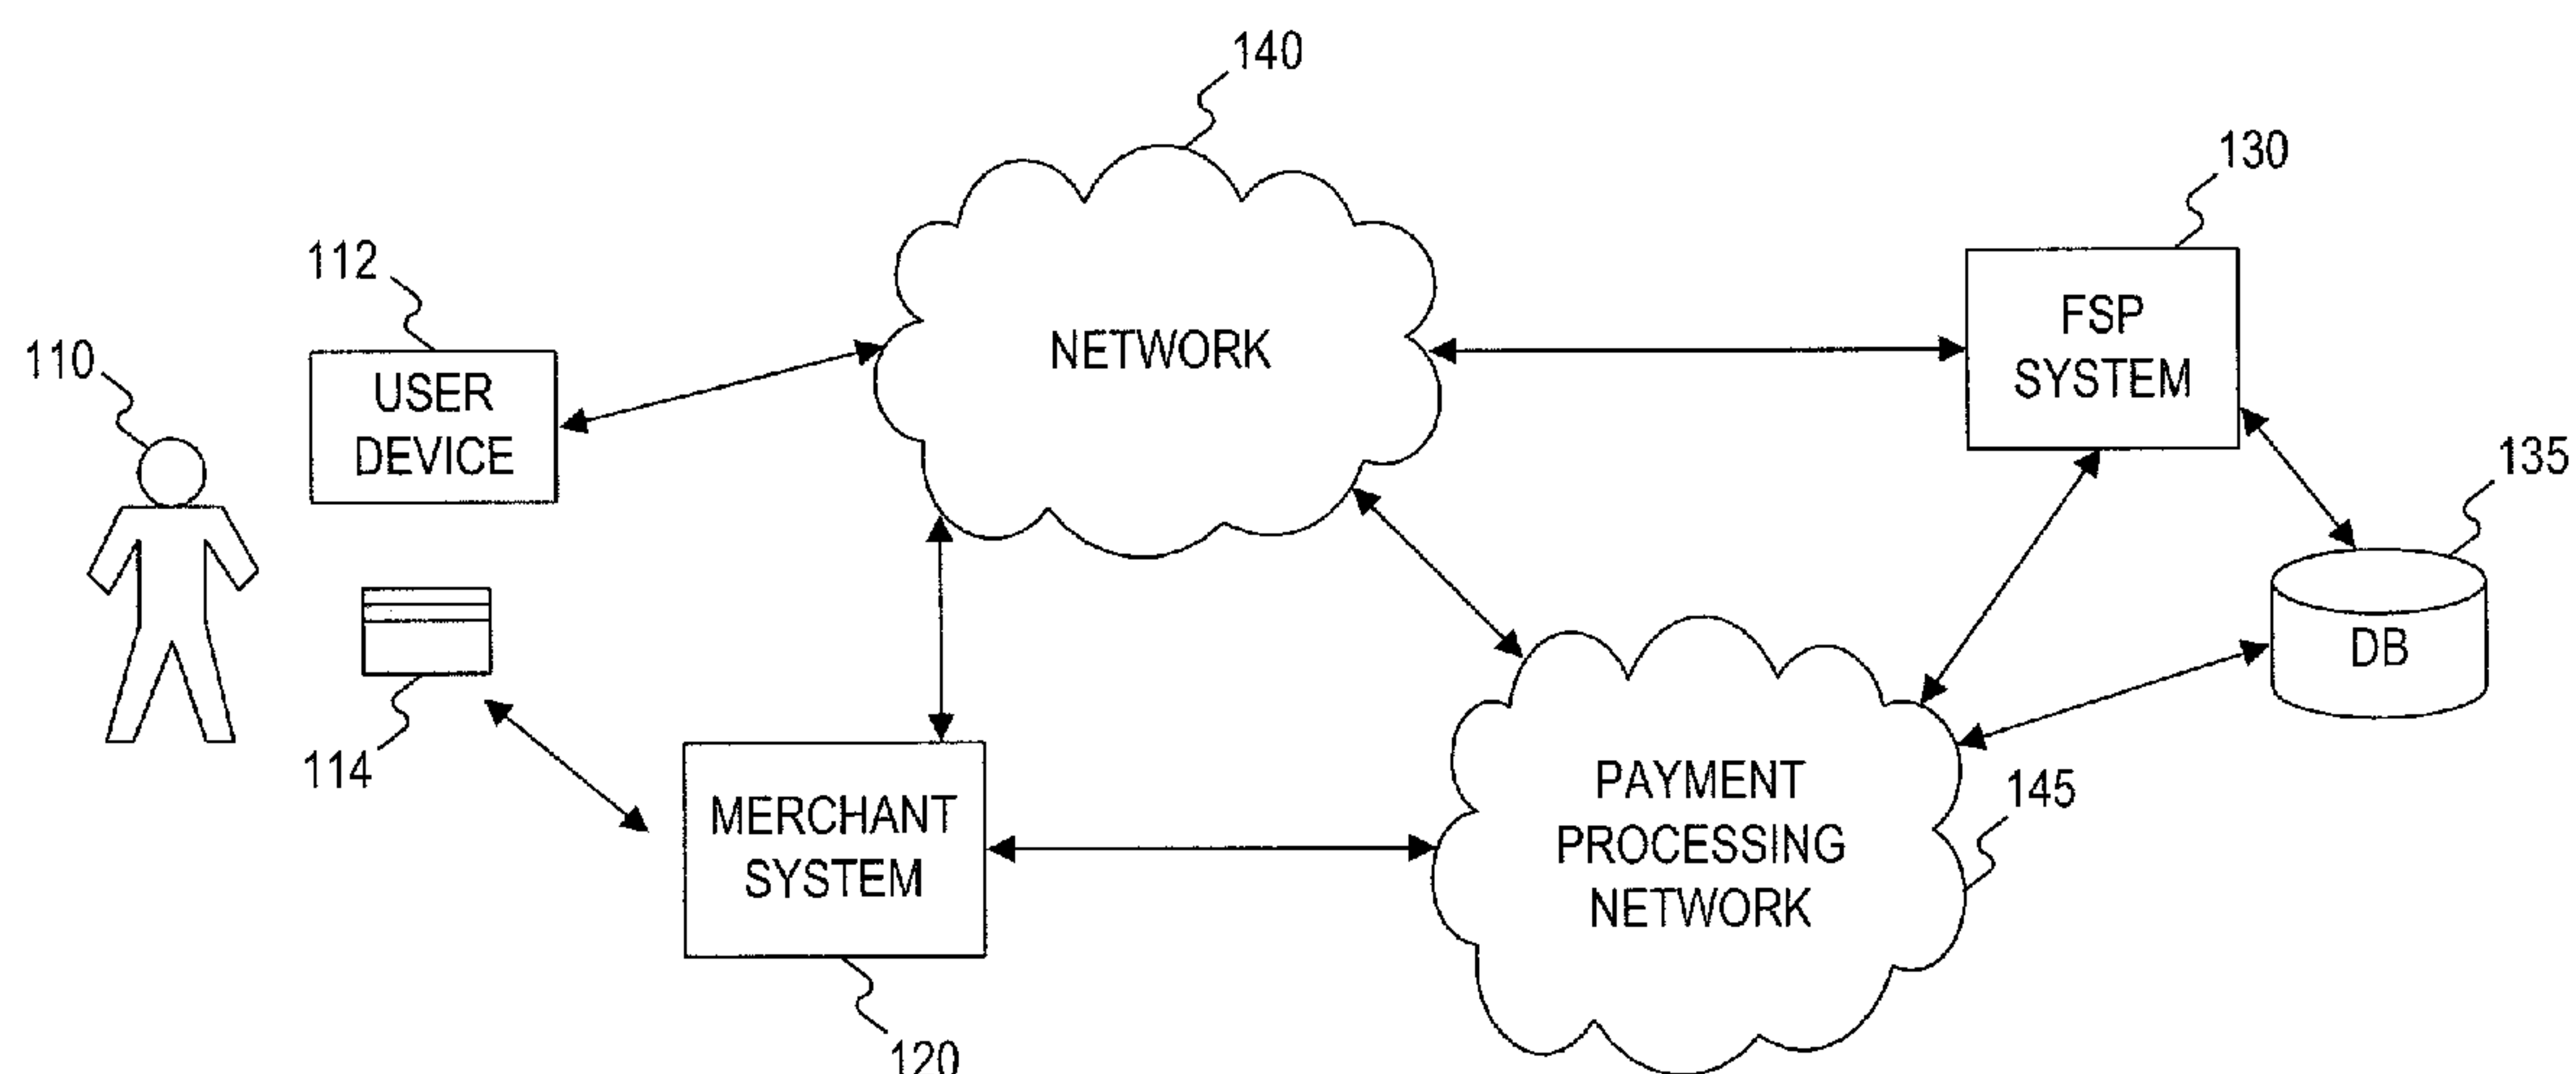 140
130
112
FSP
SYSTEM
NETWORK
110
USER
DEVICE
135
DB
114
PAYMENT
PROCESSING
NETWORK
145
MERCHANT
SYSTEM
120